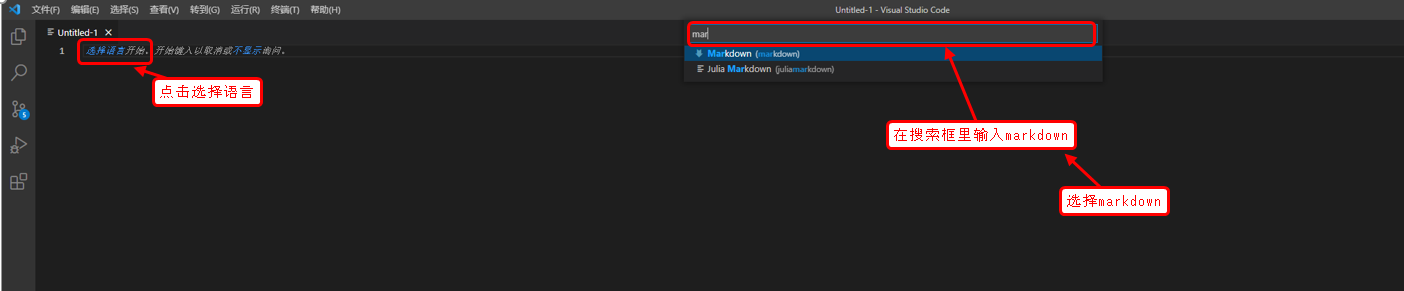 文件(F) 编辑(E) 选择(S) 查看(V) 转到(G) 运行(R) 终端(T) 帮助(H) Untitled-1 - Visual Studio Code
Untitled-1
mar
1 选择语言开始。开始键入以取消或不显示询问。
Markdown (markdown)
Julia Markdown (juliamarkdown)
点击选择语言
5
在搜索框里输入markdown
选择markdown